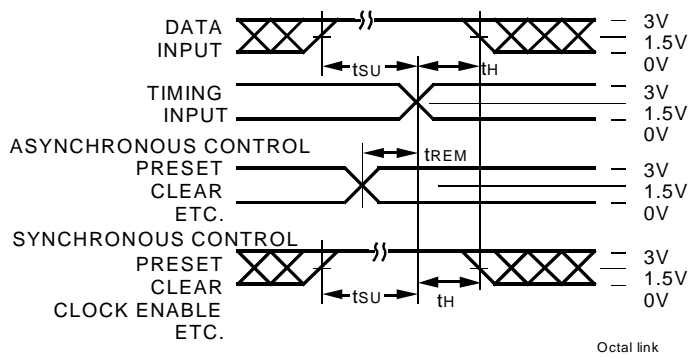 DATA
INPUT
3V
1.5V
0V
tSU
tH
TIMING
INPUT
3V
1.5V
0V
ASYNCHRONOUS CONTROL
PRESET
CLEAR
ETC.
tREM
3V
1.5V
0V
SYNCHRONOUS CONTROL
PRESET
CLEAR
CLOCK ENABLE
ETC.
tSU
tH
3V
1.5V
0V
Octal link